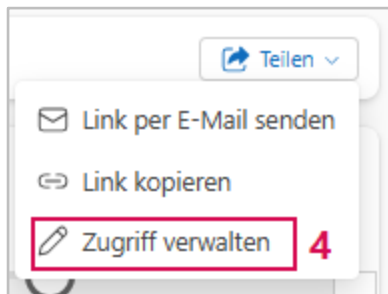 Teilen
Link per E-Mail senden
Link kopieren
Zugriff verwalten 4